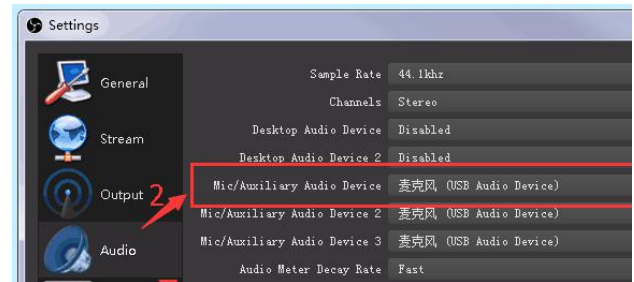 Settings
General
Stream
Output
2
Audio
Sample Rate 44.1khz
Channels Stereo
Desktop Audio Device Disabled
Desktop Audio Device 2 Disabled
Mic/Auxiliary Audio Device 麦克风 (USB Audio Device)
Mic/Auxiliary Audio Device 2 麦克风 (USB Audio Device)
Mic/Auxiliary Audio Device 3 麦克风 (USB Audio Device)
Audio Meter Decay Rate Fast